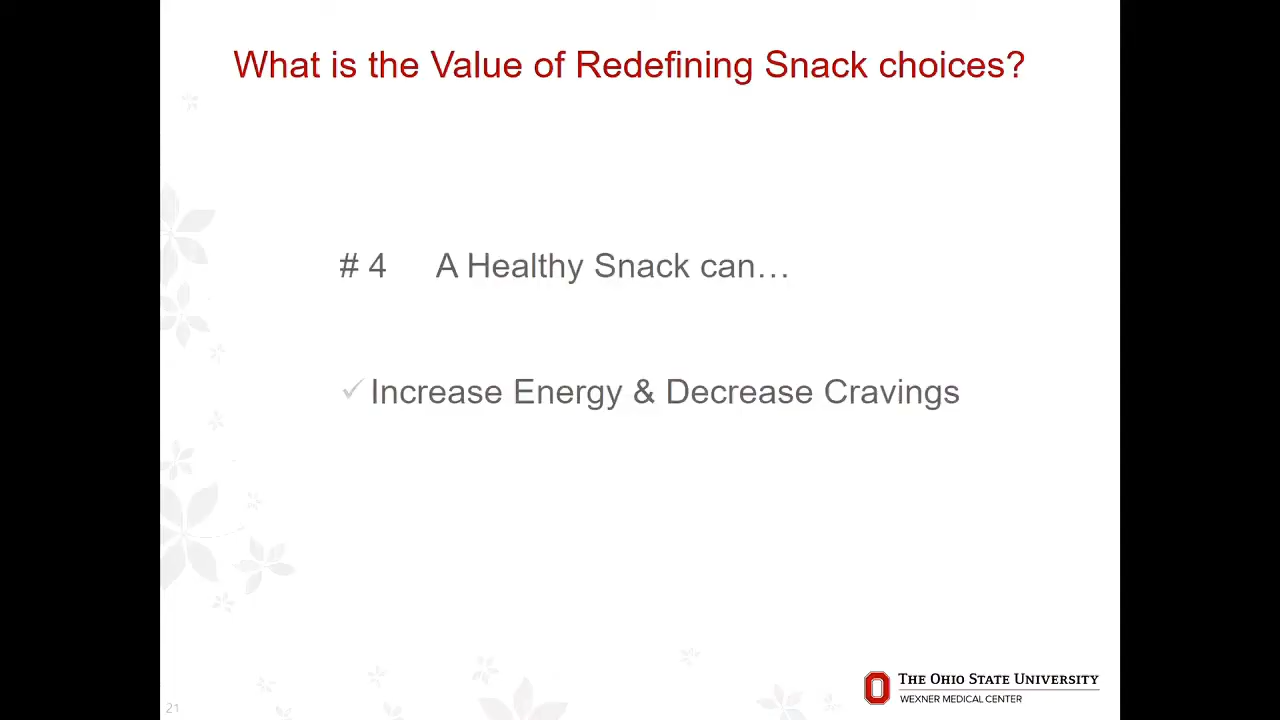 What is the Value of Redefining Snack choices?
# 4 A Healthy Snack can…
Increase Energy & Decrease Cravings
THE OHIO STATE UNIVERSITY
WEXNER MEDICAL CENTER
21